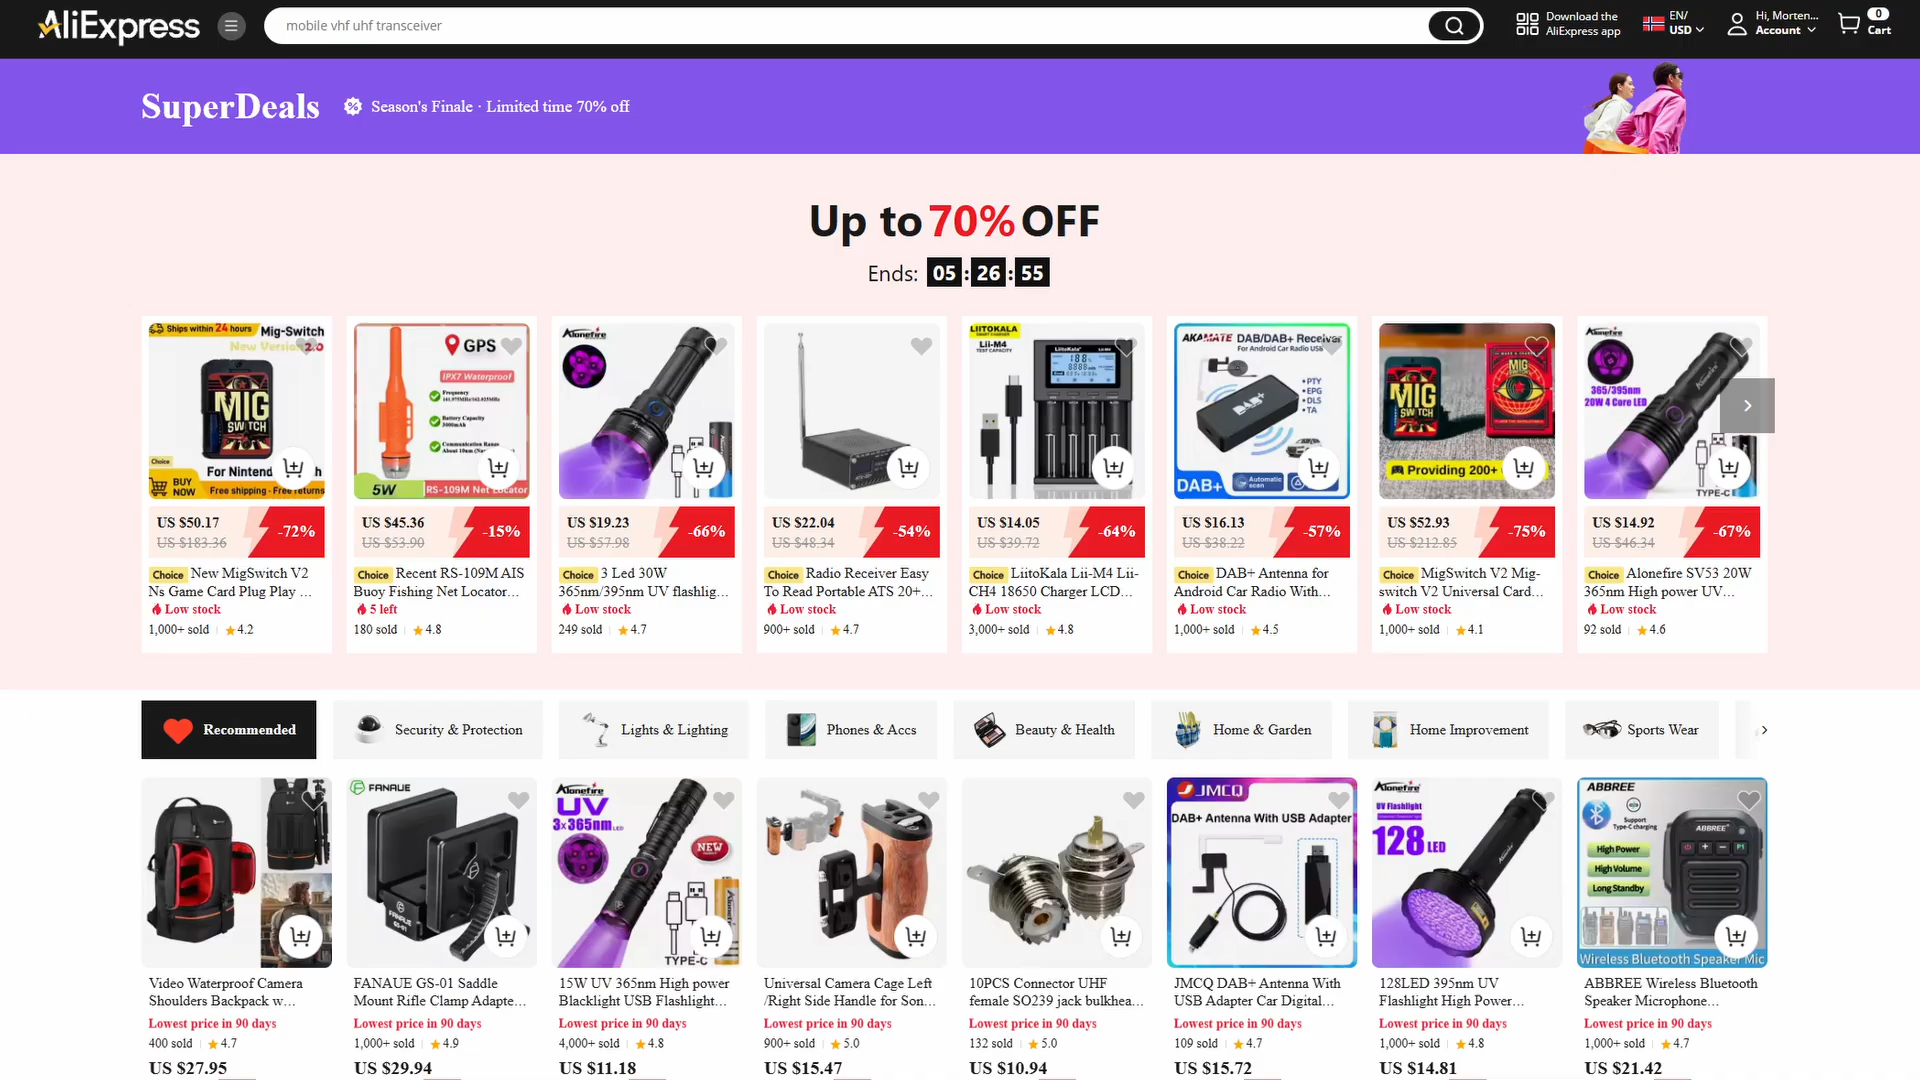 AliExpress
mobile vhf uhf transceiver
Download the
AliExpress app
EN/
USD
Hi, Morten...
Account
0
Cart
SuperDeals
Season's Finale · Limited time 70% off
Up to 70% OFF
Ends: 05 : 26 : 55
Ships within 24 hours
Mig-Switch
New Version 2.0
MIG
SWITCH
Choice
BUY
NOW
For Nintendo
Free shipping · Free returns
US $50.17
US $183.36
-72%
Choice New MigSwitch V2
Ns Game Card Plug Play ...
Low stock
1,000+ sold
4.2
GPS
IPX7 Waterproof
Frequency
Battery Capacity
3000mAh
Communication Range
5W
RS-109M Net Locator
US $45.36
US $53.90
-15%
Choice Recent RS-109M AIS
Buoy Fishing Net Locator...
5 left
180 sold
4.8
Alonefire
US $19.23
US $57.98
-66%
Choice 3 Led 30W
365nm/395nm UV flashlig...
Low stock
249 sold
4.7
US $22.04
US $48.34
-54%
Choice Radio Receiver Easy
To Read Portable ATS 20+...
Low stock
900+ sold
4.7
LIITOKALA
Lii-M4
TEST CAPACITY
LiitoKala
US $14.05
US $39.72
-64%
Choice LiitoKala Lii-M4 Lii-
CH4 18650 Charger LCD...
Low stock
3,000+ sold
4.8
AKAMATE DAB/DAB+ Receiver
For Android Car Radio USB
• PTY
• EPG
• DLS
• TA
DAB+
DAB+
Automatic
scan
US $16.13
US $38.22
-57%
Choice DAB+ Antenna for
Android Car Radio With...
Low stock
1,000+ sold
4.5
MIG
SWITCH
Providing 200+
US $52.93
US $212.85
-75%
Choice MigSwitch V2 Mig-
switch V2 Universal Card...
Low stock
1,000+ sold
4.1
Alonefire
365/395nm
20W 4 Core LED
TYPE-C
US $14.92
US $46.34
-67%
Choice Alonefire SV53 20W
365nm High power UV...
Low stock
92 sold
4.6
Recommended
Security & Protection
Lights & Lighting
Phones & Accs
Beauty & Health
Home & Garden
Home Improvement
Sports Wear
Video Waterproof Camera
Shoulders Backpack w...
Lowest price in 90 days
400 sold
4.7
US $27.95
FANAUE
FANAUE
GS-01
FANAUE GS-01 Saddle
Mount Rifle Clamp Adapte...
Lowest price in 90 days
1,000+ sold
4.9
US $29.94
Alonefire
UV
3x365nm LED
NEW
TYPE-C
15W UV 365nm High power
Blacklight USB Flashlight...
Lowest price in 90 days
4,000+ sold
4.8
US $11.18
Universal Camera Cage Left
/Right Side Handle for Son...
Lowest price in 90 days
900+ sold
5.0
US $15.47
10PCS Connector UHF
female SO239 jack bulkhea...
Lowest price in 90 days
132 sold
5.0
US $10.94
JMCQ
DAB+ Antenna With USB Adapter
JMCQ DAB+ Antenna With
USB Adapter Car Digital...
Lowest price in 90 days
109 sold
4.7
US $15.72
Alonefire
UV Flashlight
128 LED
128LED 395nm UV
Flashlight High Power...
Lowest price in 90 days
1,000+ sold
4.8
US $14.81
ABBREE
Support
Type-C charging
High Power
High Volume
Long Standby
ABBREE
Wireless Bluetooth Speaker Mic
ABBREE Wireless Bluetooth
Speaker Microphone...
Lowest price in 90 days
1,000+ sold
4.7
US $21.42